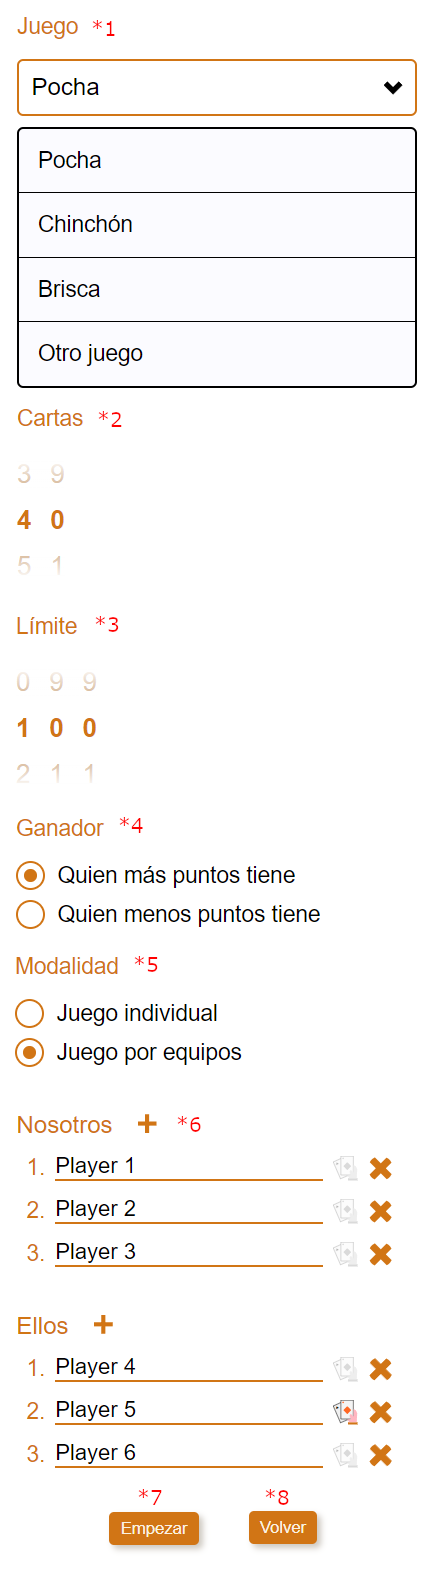 Juego *1
Pocha
Pocha
Chinchón
Brisca
Otro juego
Cartas *2
3 9
4 0
5 1
Límite *3
0 9 9
1 0 0
2 1 1
Ganador *4
Quien más puntos tiene
Quien menos puntos tiene
Modalidad *5
Juego individual
Juego por equipos
Nosotros + *6
1. Player 1
2. Player 2
3. Player 3
Ellos +
1. Player 4
2. Player 5
3. Player 6
*7 *8
Empezar Volver